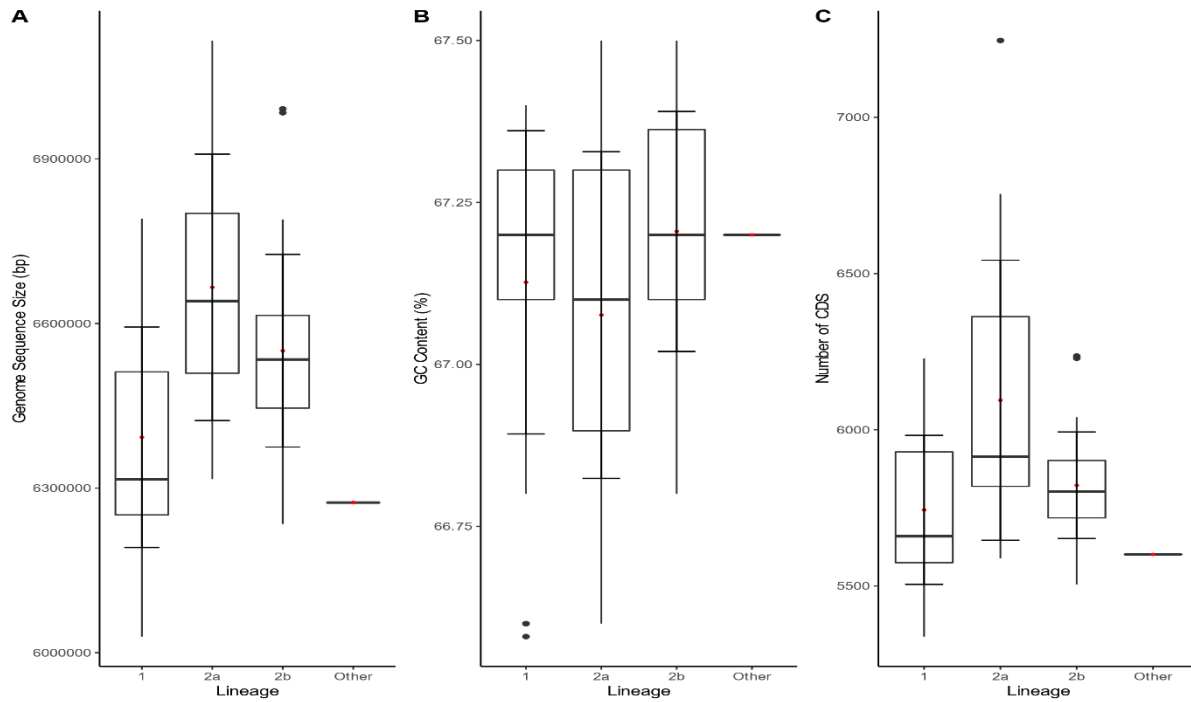 A
Genome Sequence Size (bp)
6900000
6600000
6300000
6000000
1 2a 2b Other
Lineage
B
GC Content (%)
67.50
67.25
67.00
66.75
1 2a 2b Other
Lineage
C
Number of CDS
7000
6500
6000
5500
1 2a 2b Other
Lineage